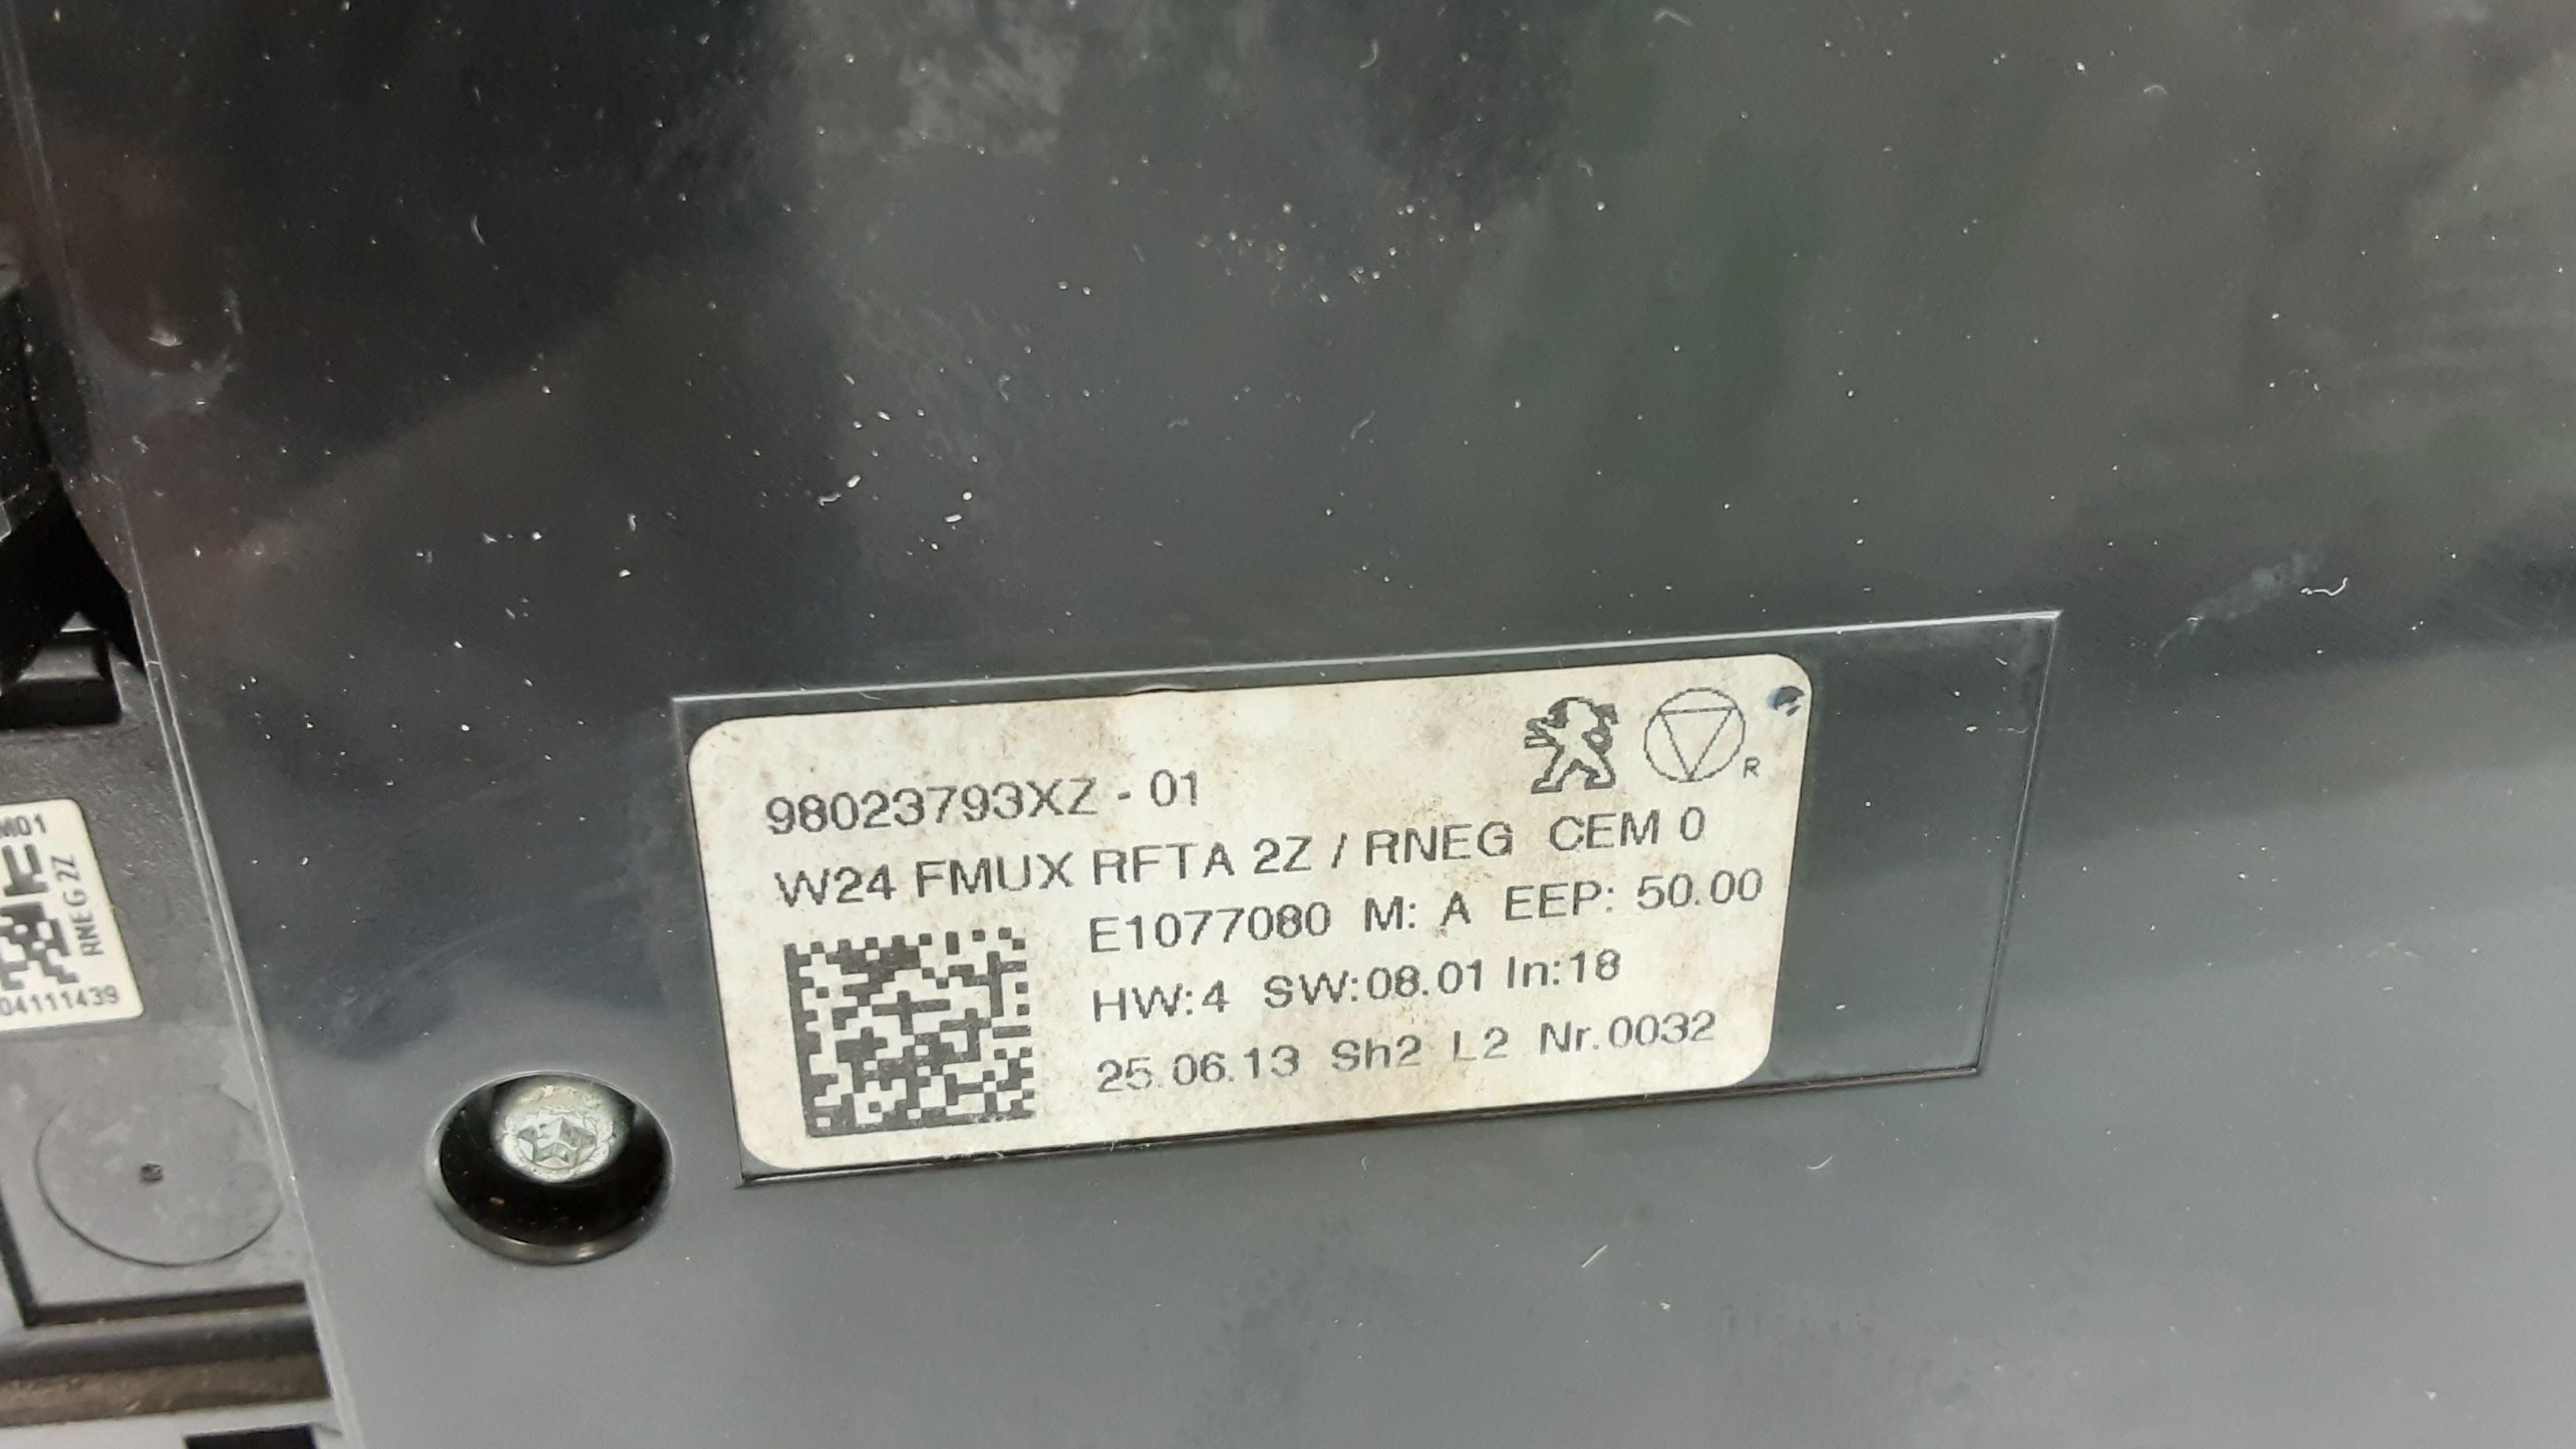 98023793XZ - 01
R
W24 FMUX RFTA 2Z / RNEG CEM 0
E1077080 M: A EEP: 50.00
HW:4 SW:08.01 In:18
25.06.13 Sh2 L2 Nr.0032
M01
RNEG 2Z
04111439